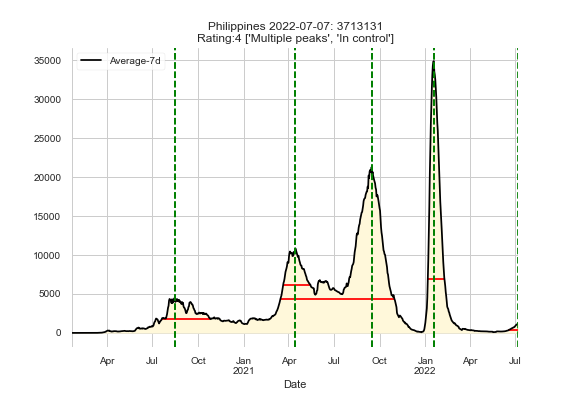 Philippines 2022-07-07: 3713131
Rating:4 ['Multiple peaks', 'In control']
Average-7d
35000
30000
25000
20000
15000
10000
5000
0
Apr Jul Oct Jan Apr Jul Oct Jan Apr Jul
2021 2022
Date